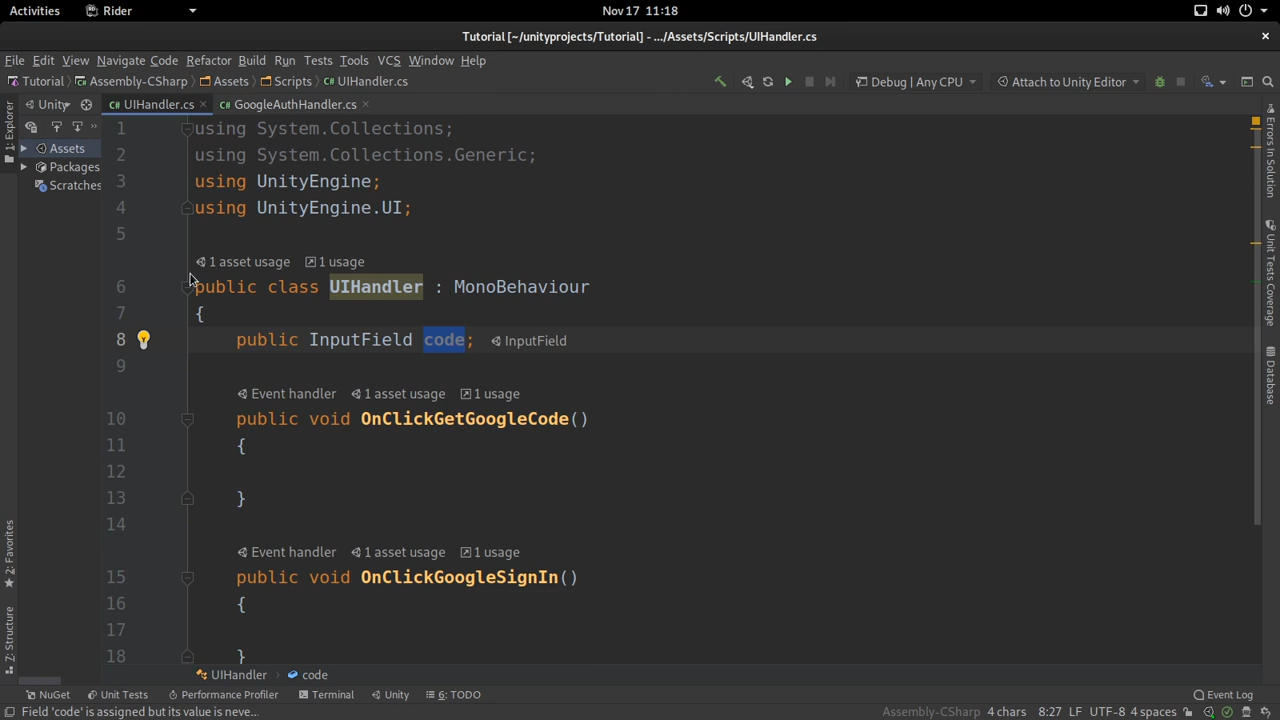 Activities Rider Nov 17 11:18
Tutorial [~/unityprojects/Tutorial] - .../Assets/Scripts/UIHandler.cs
File Edit View Navigate Code Refactor Build Run Tests Tools VCS Window Help
Tutorial Assembly-CSharp Assets Scripts UIHandler.cs Debug | Any CPU Attach to Unity Editor
Unity UIHandler.cs GoogleAuthHandler.cs
1: Explorer
Assets
Packages
Scratches
2: Favorites
Z: Structure
1 using System.Collections;
2 using System.Collections.Generic;
3 using UnityEngine;
4 using UnityEngine.UI;
5
1 asset usage 1 usage
6 public class UIHandler : MonoBehaviour
7 {
8 public InputField code; InputField
9
Event handler 1 asset usage 1 usage
10 public void OnClickGetGoogleCode()
11 {
12
13 }
14
Event handler 1 asset usage 1 usage
15 public void OnClickGoogleSignIn()
16 {
17
18 }
Errors In Solution
Unit Tests Coverage
Database
UIHandler code
NuGet Unit Tests Performance Profiler Terminal Unity 6: TODO Event Log
Field 'code' is assigned but its value is neve... Assembly-CSharp 4 chars 8:27 LF UTF-8 4 spaces